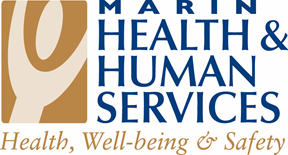 MARIN
HEALTH &
HUMAN
SERVICES
Health, Well-being & Safety